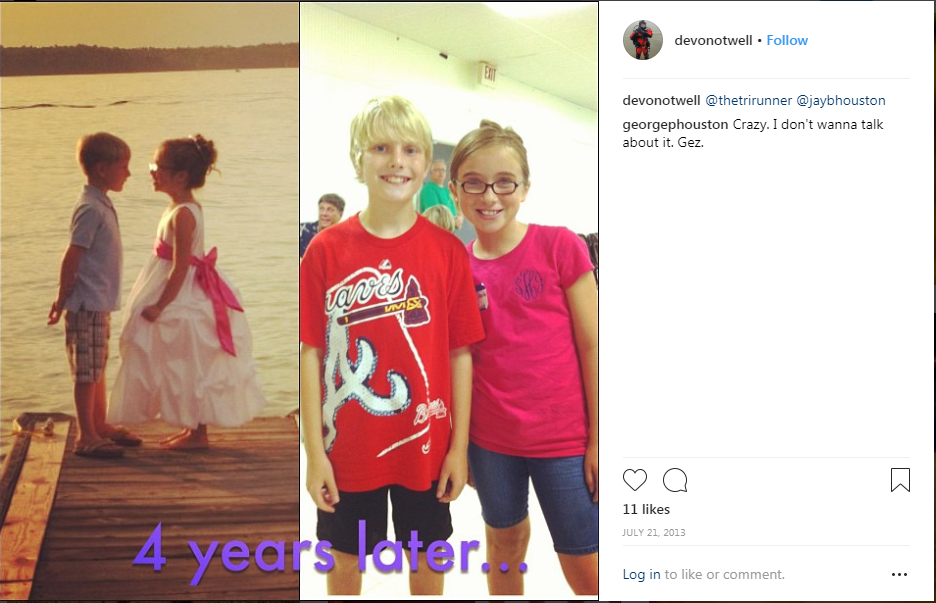 EXIT
Braves
A
Braves
4 years later...
devonotwell • Follow
devonotwell @thetrirunner @jaybhouston
georgephouston Crazy. I don't wanna talk
about it. Gez.
11 likes
JULY 21, 2013
Log in to like or comment.